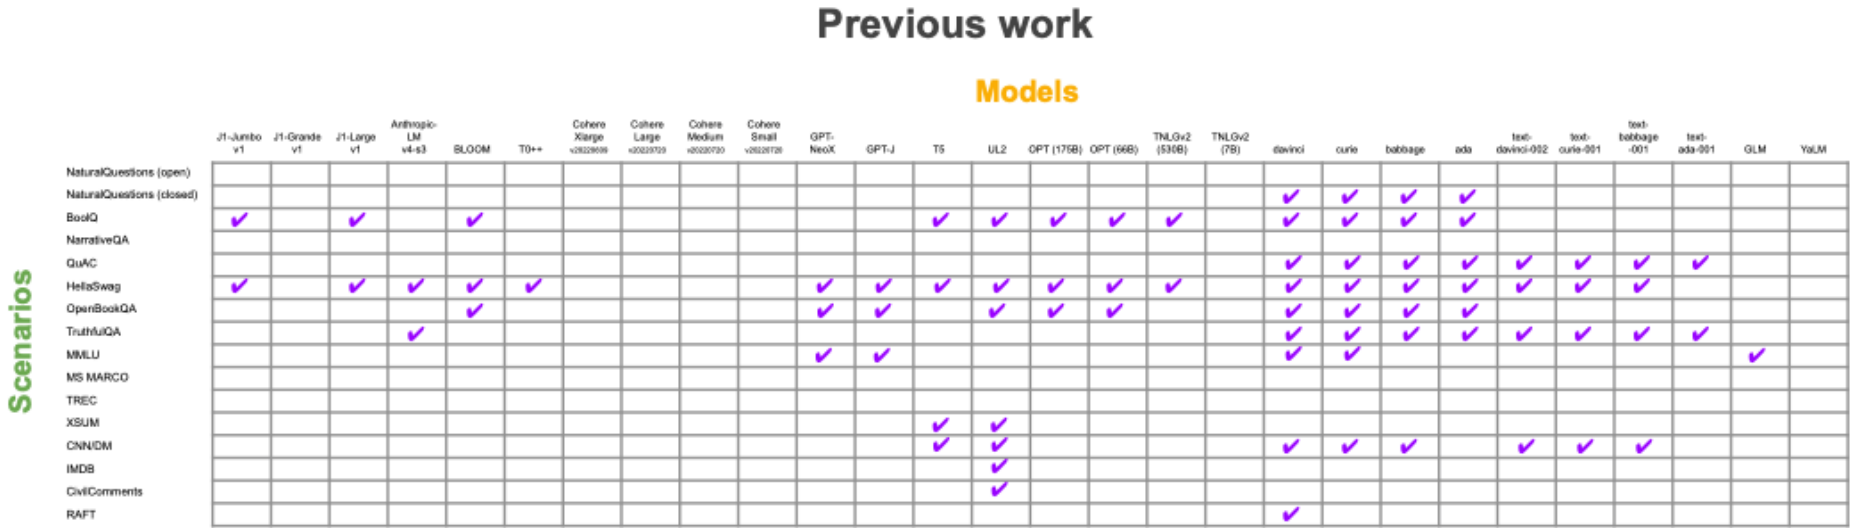 Previous work
Models
J1-Jumbo v1
J1-Grande v1
J1-Large v1
Anthropic-LM v4-s3
BLOOM
T0++
Cohere Xlarge
Cohere Large
Cohere Medium
Cohere Small
GPT-NeoX
GPT-J
T5
UL2
OPT (175B)
OPT (66B)
TNLGv2 (530B)
TNLGv2 (7B)
davinci
curie
babbage
ada
text-davinci-002
text-curie-001
text-babbage-001
text-ada-001
GLM
YaLM
Scenarios
NaturalQuestions (open)
NaturalQuestions (closed)
BoolQ
NarrativeQA
QuAC
HellaSwag
OpenBookQA
TruthfulQA
MMLU
MS MARCO
TREC
XSUM
CNN/DM
IMDB
CivilComments
RAFT